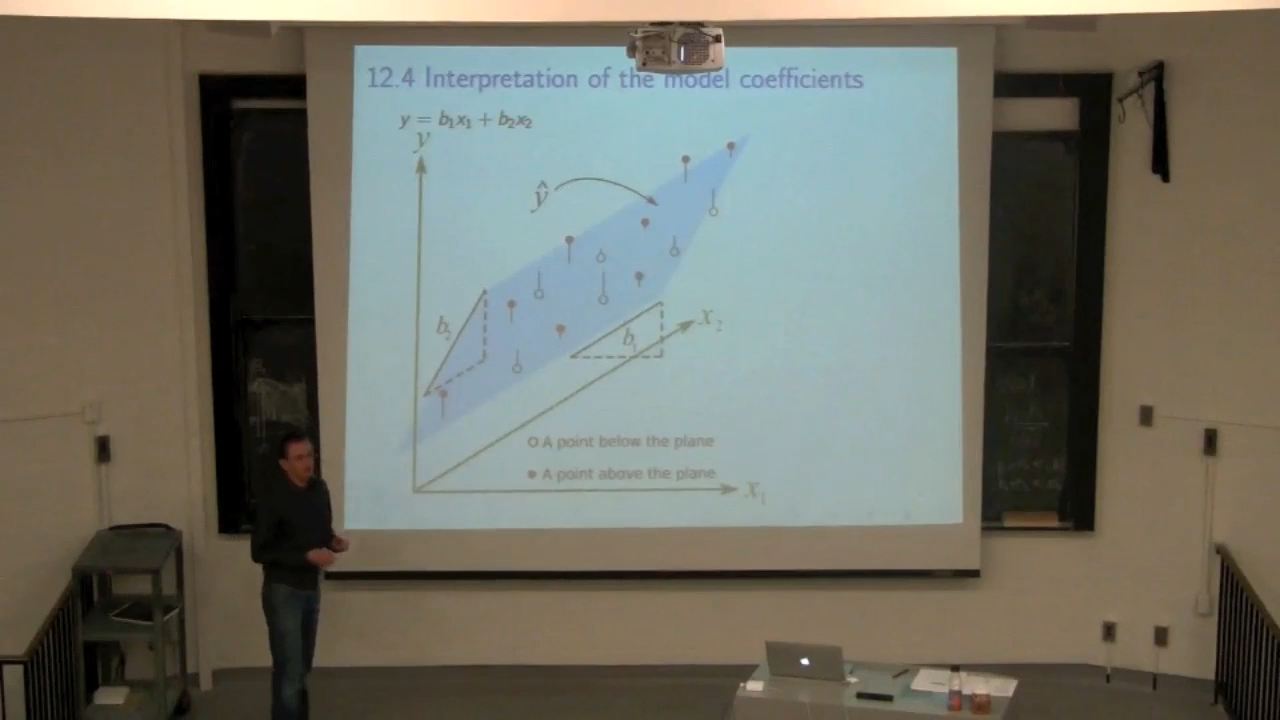 12.4 Interpretation of the model coefficients
y = b₁x₁ + b₂x₂
y
ŷ
b₂
b₁
x₂
A point below the plane
A point above the plane
x₁